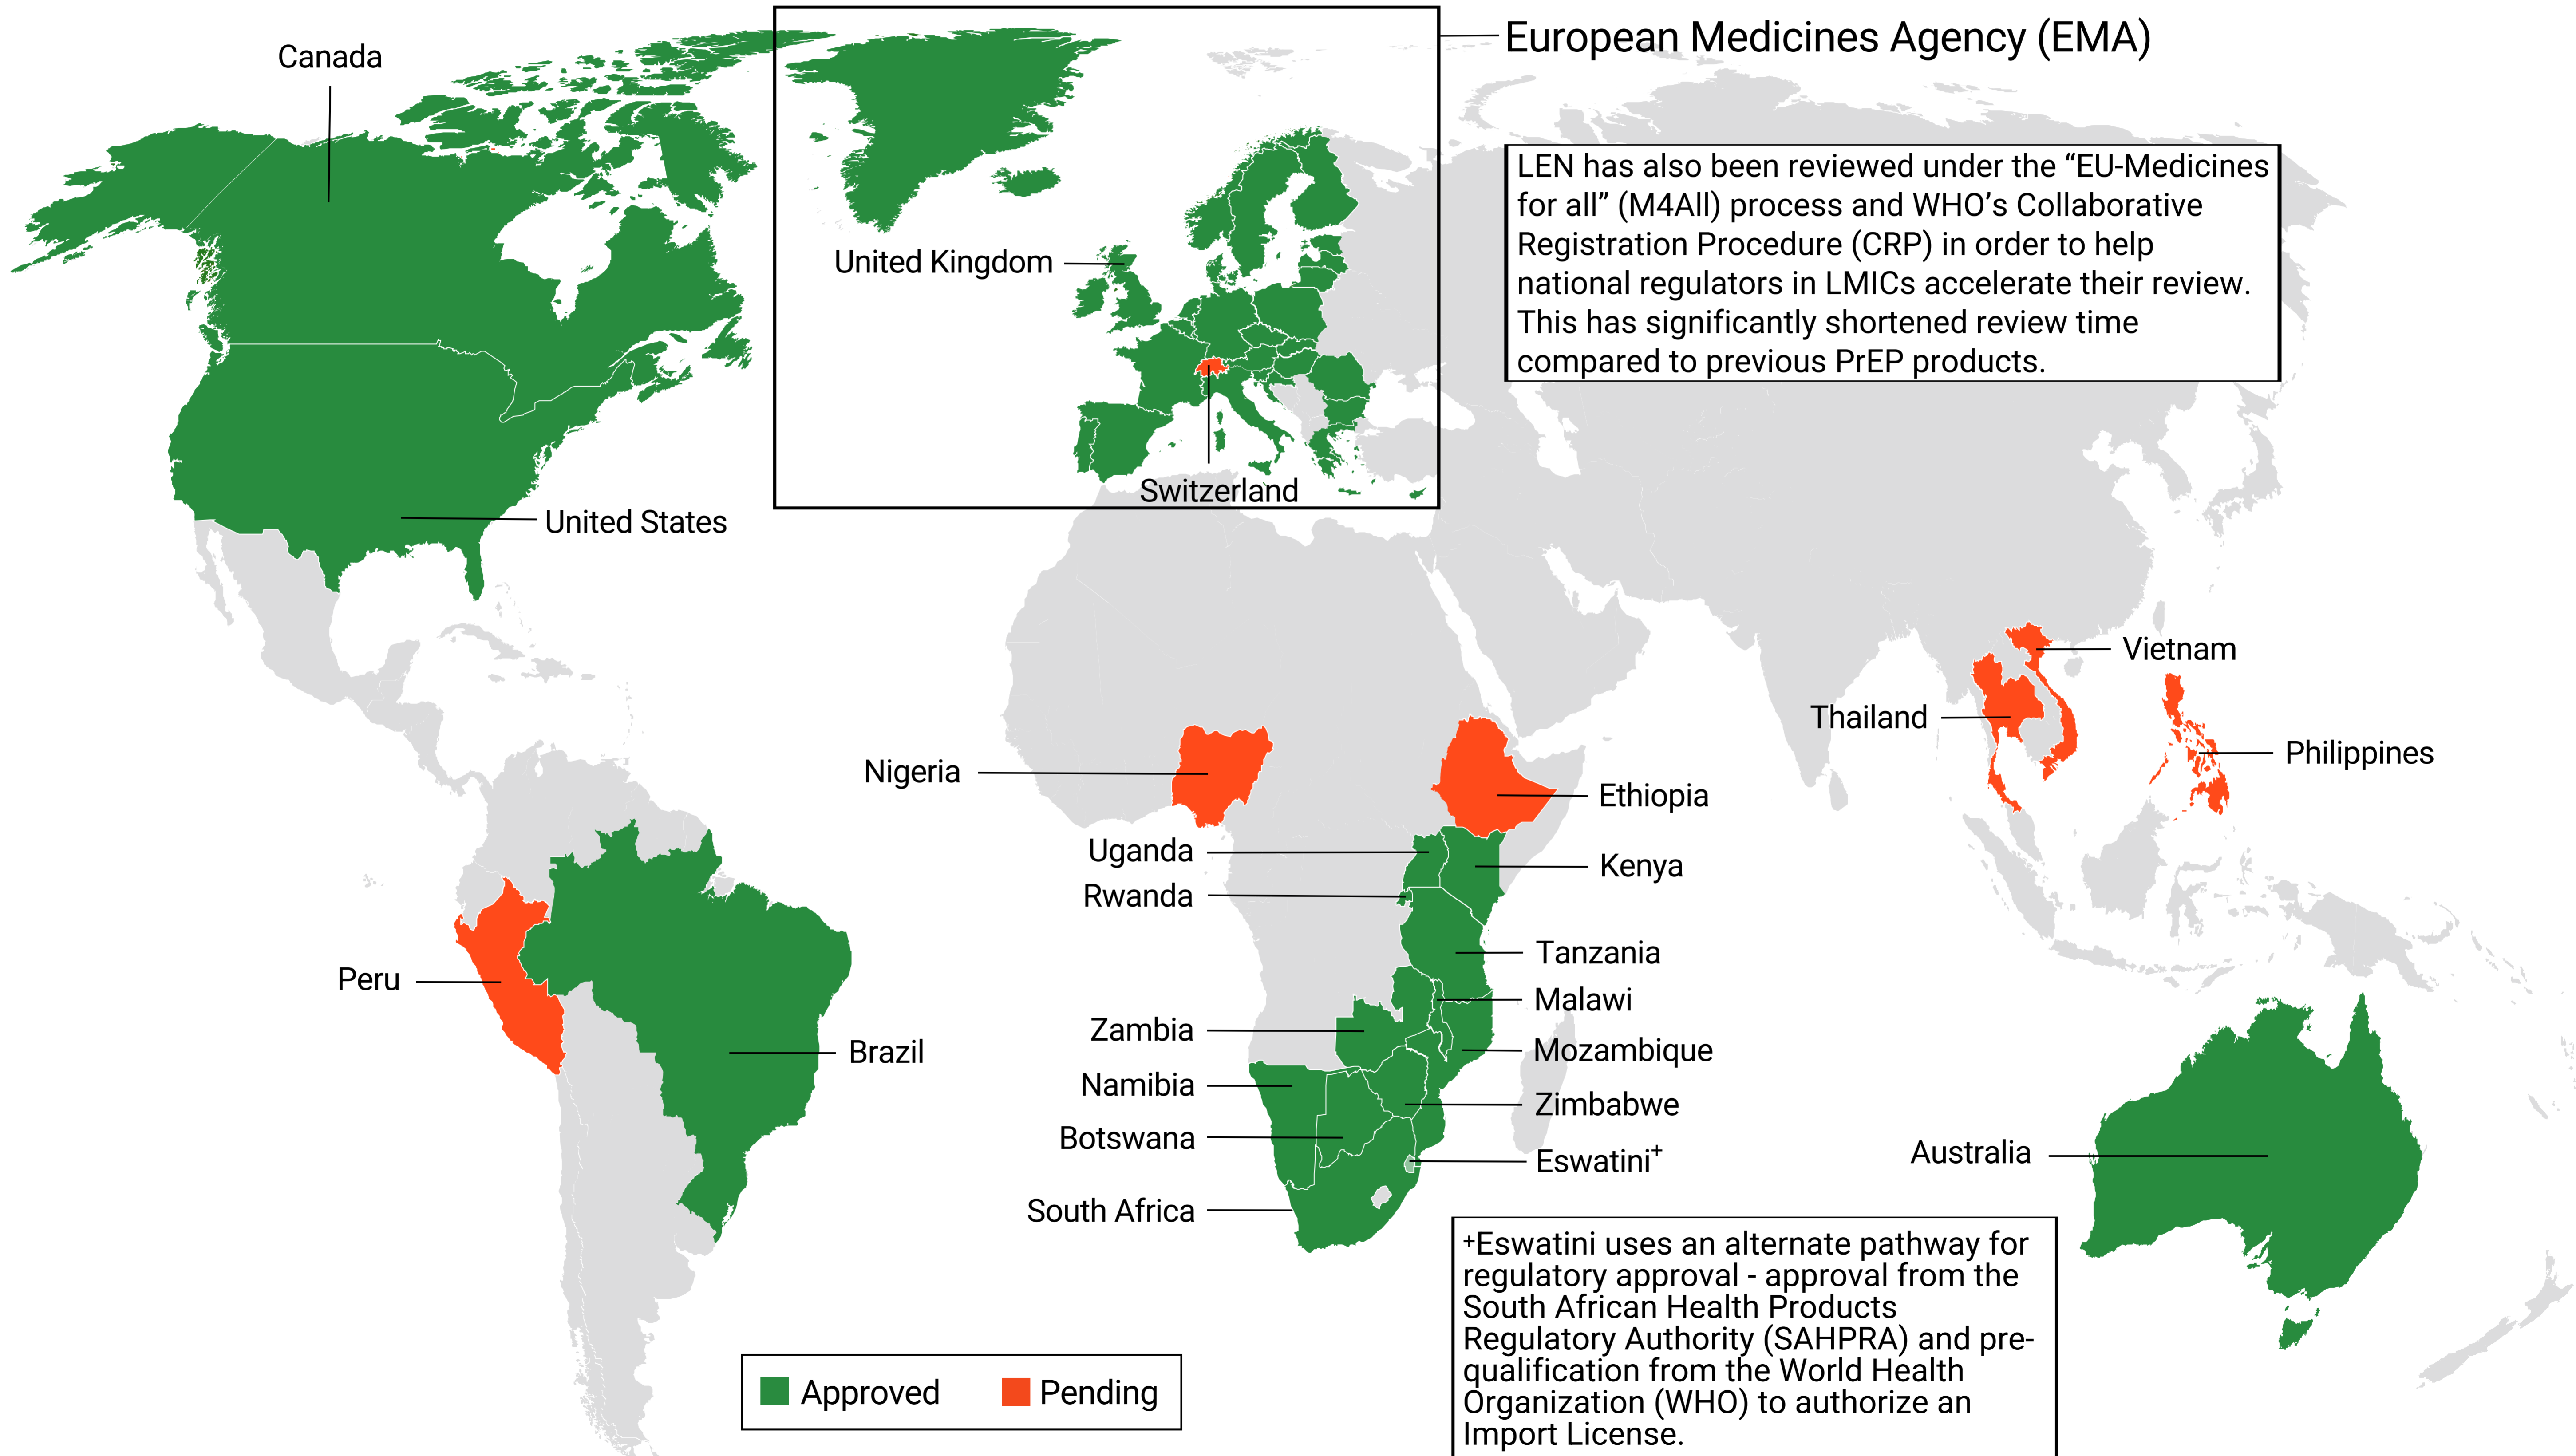 Canada
European Medicines Agency (EMA)
LEN has also been reviewed under the “EU-Medicines
for all” (M4All) process and WHO’s Collaborative
Registration Procedure (CRP) in order to help
national regulators in LMICs accelerate their review.
This has significantly shortened review time
compared to previous PrEP products.
United Kingdom
Switzerland
United States
Vietnam
Thailand
Philippines
Nigeria
Ethiopia
Uganda
Kenya
Rwanda
Tanzania
Peru
Malawi
Zambia
Brazil
Mozambique
Namibia
Zimbabwe
Botswana
Eswatini+
Australia
South Africa
+Eswatini uses an alternate pathway for
regulatory approval - approval from the
South African Health Products
Regulatory Authority (SAHPRA) and pre-
qualification from the World Health
Organization (WHO) to authorize an
Import License.
Approved
Pending